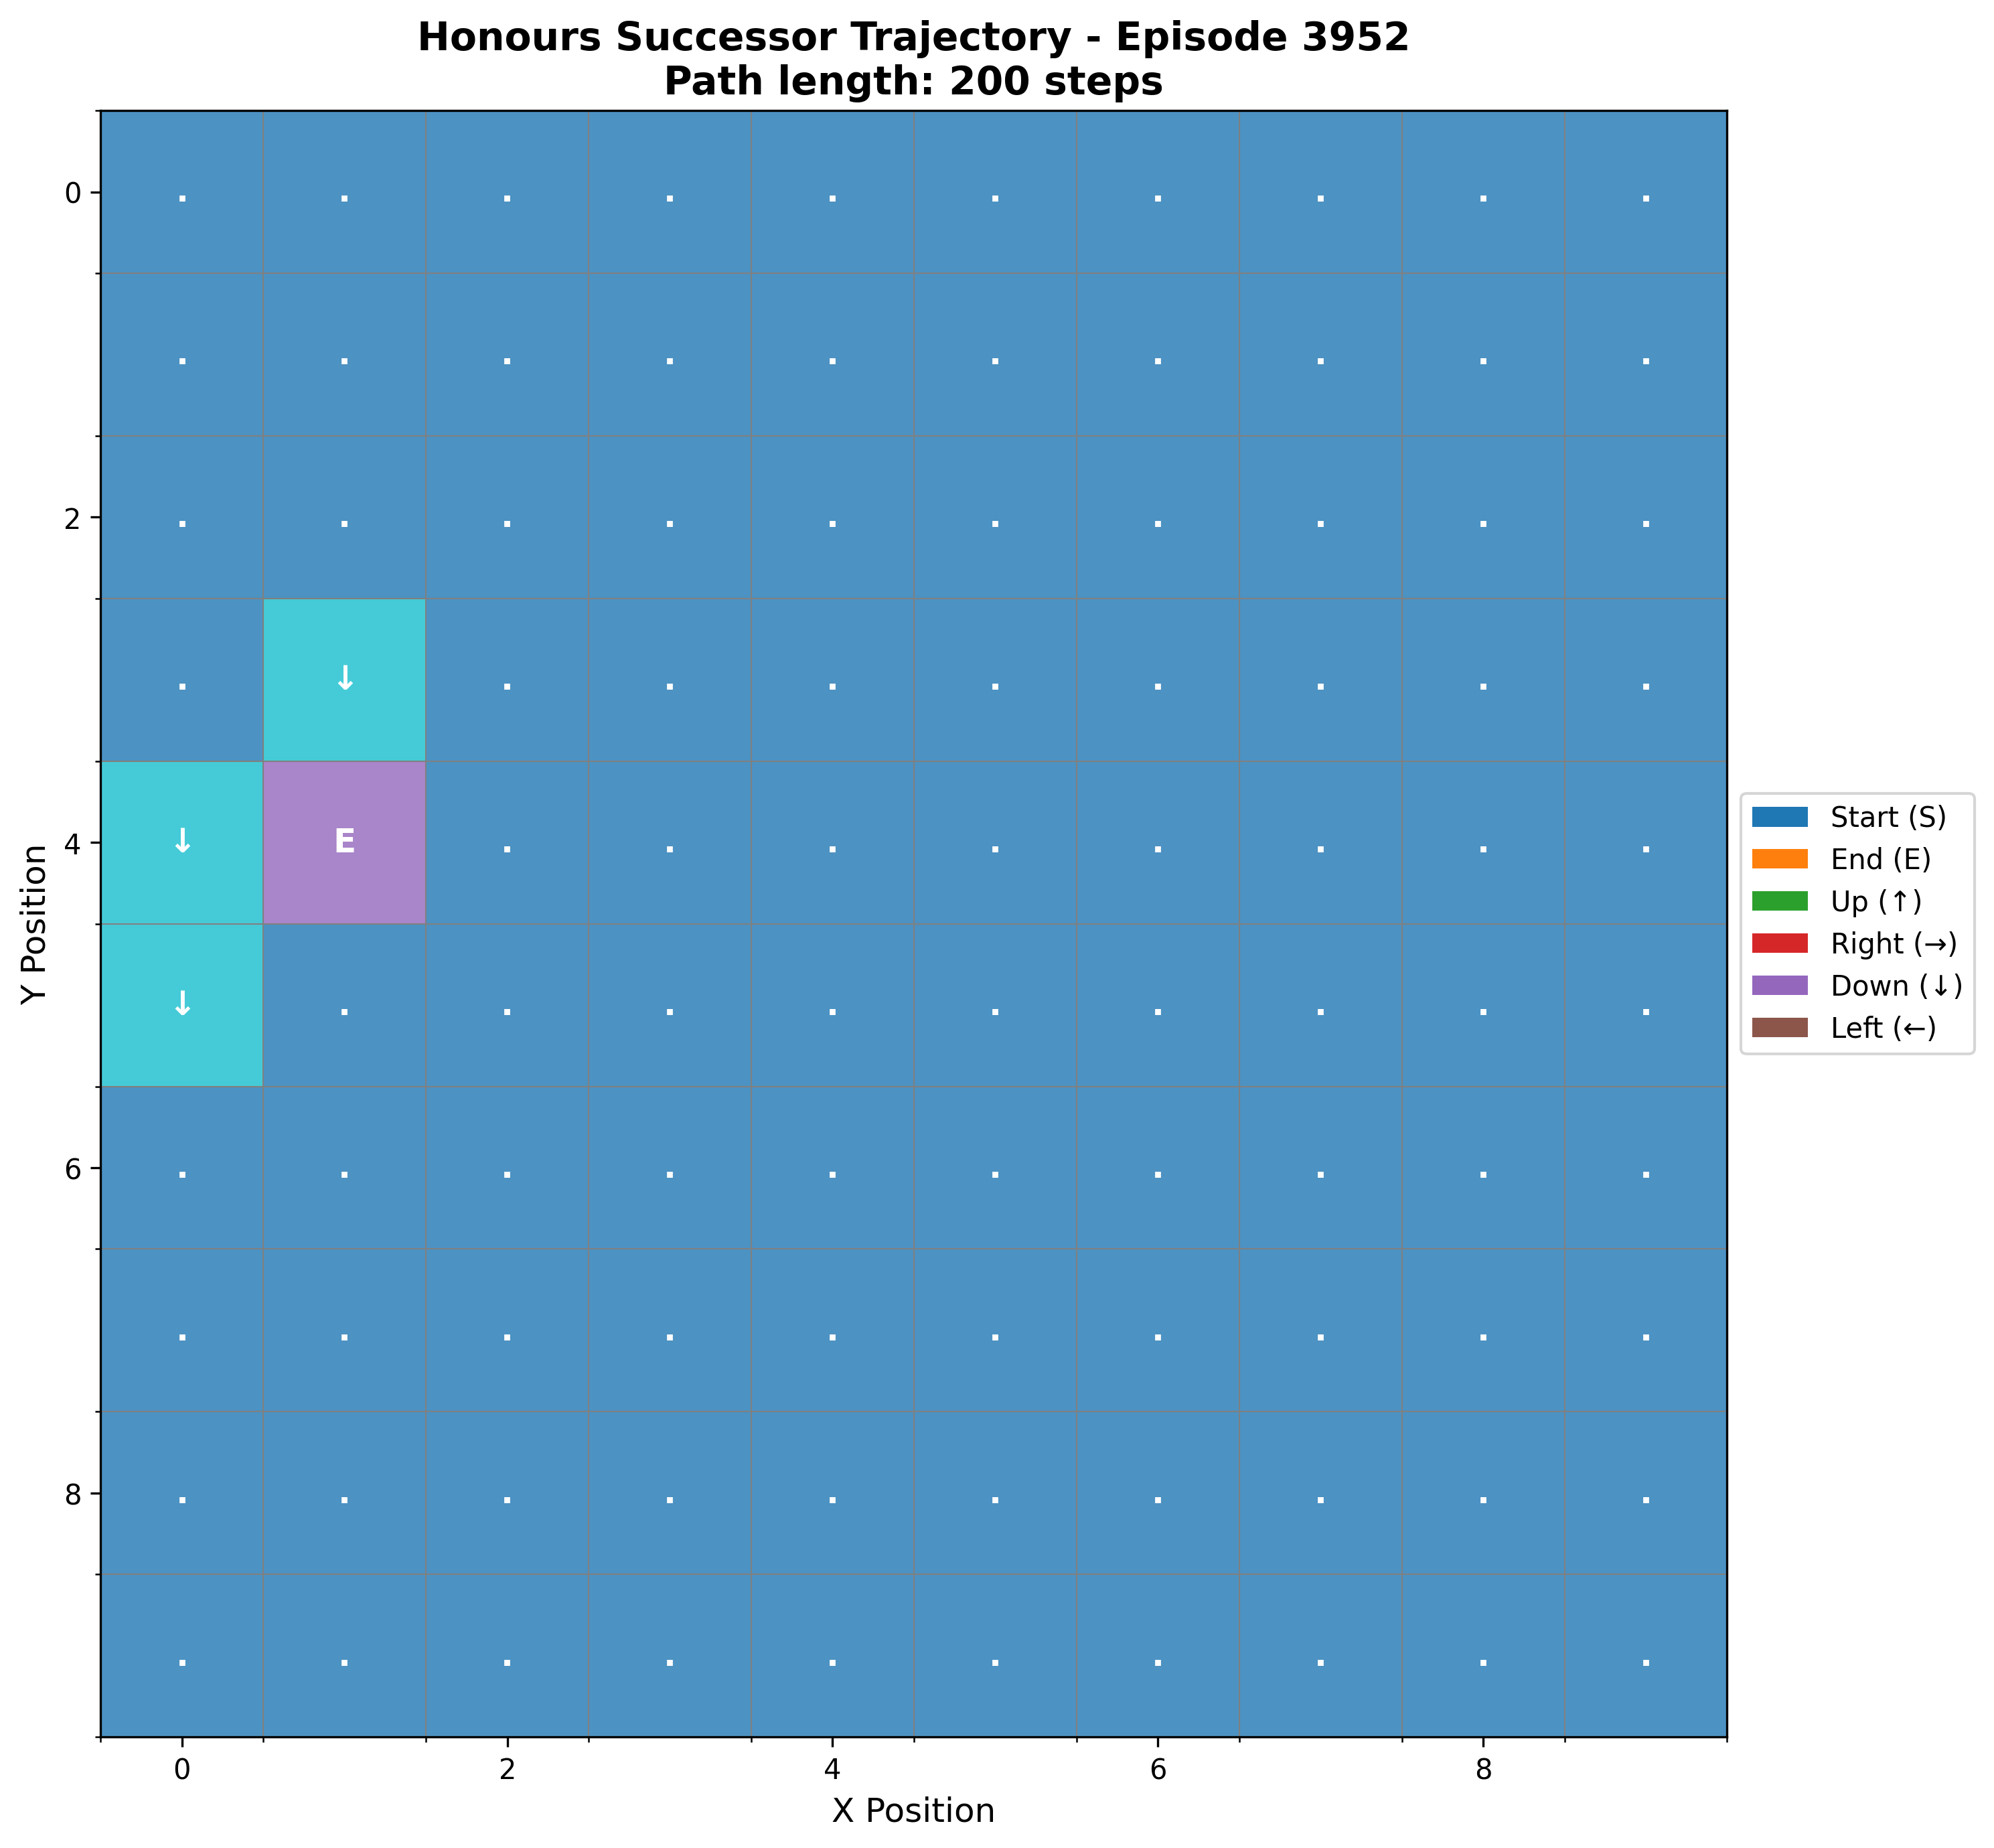 Honours Successor Trajectory - Episode 3952
Path length: 200 steps
0
. . . . . . . . . .
. . . . . . . . . .
2
. . . . . . . . . .
. ↓ . . . . . . . .
4
↓ E . . . . . . . .
↓ . . . . . . . . .
6
. . . . . . . . . .
. . . . . . . . . .
8
. . . . . . . . . .
. . . . . . . . . .
0 2 4 6 8
X Position
Y Position
Start (S)
End (E)
Up (↑)
Right (→)
Down (↓)
Left (←)